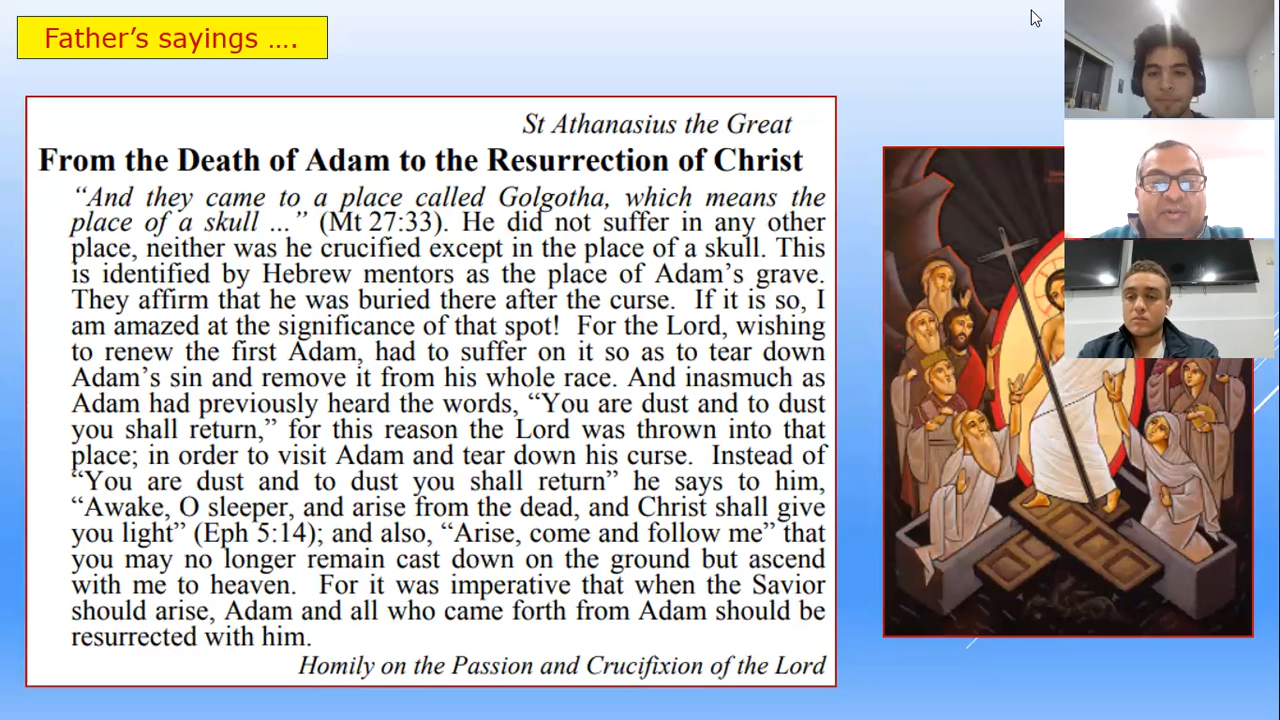 Father’s sayings ….
St Athanasius the Great
From the Death of Adam to the Resurrection of Christ
“And they came to a place called Golgotha, which means the
place of a skull ...” (Mt 27:33). He did not suffer in any other
place, neither was he crucified except in the place of a skull. This
is identified by Hebrew mentors as the place of Adam’s grave.
They affirm that he was buried there after the curse. If it is so, I
am amazed at the significance of that spot! For the Lord, wishing
to renew the first Adam, had to suffer on it so as to tear down
Adam’s sin and remove it from his whole race. And inasmuch as
Adam had previously heard the words, “You are dust and to dust
you shall return,” for this reason the Lord was thrown into that
place; in order to visit Adam and tear down his curse. Instead of
“You are dust and to dust you shall return” he says to him,
“Awake, O sleeper, and arise from the dead, and Christ shall give
you light” (Eph 5:14); and also, “Arise, come and follow me” that
you may no longer remain cast down on the ground but ascend
with me to heaven. For it was imperative that when the Savior
should arise, Adam and all who came forth from Adam should be
resurrected with him.
Homily on the Passion and Crucifixion of the Lord